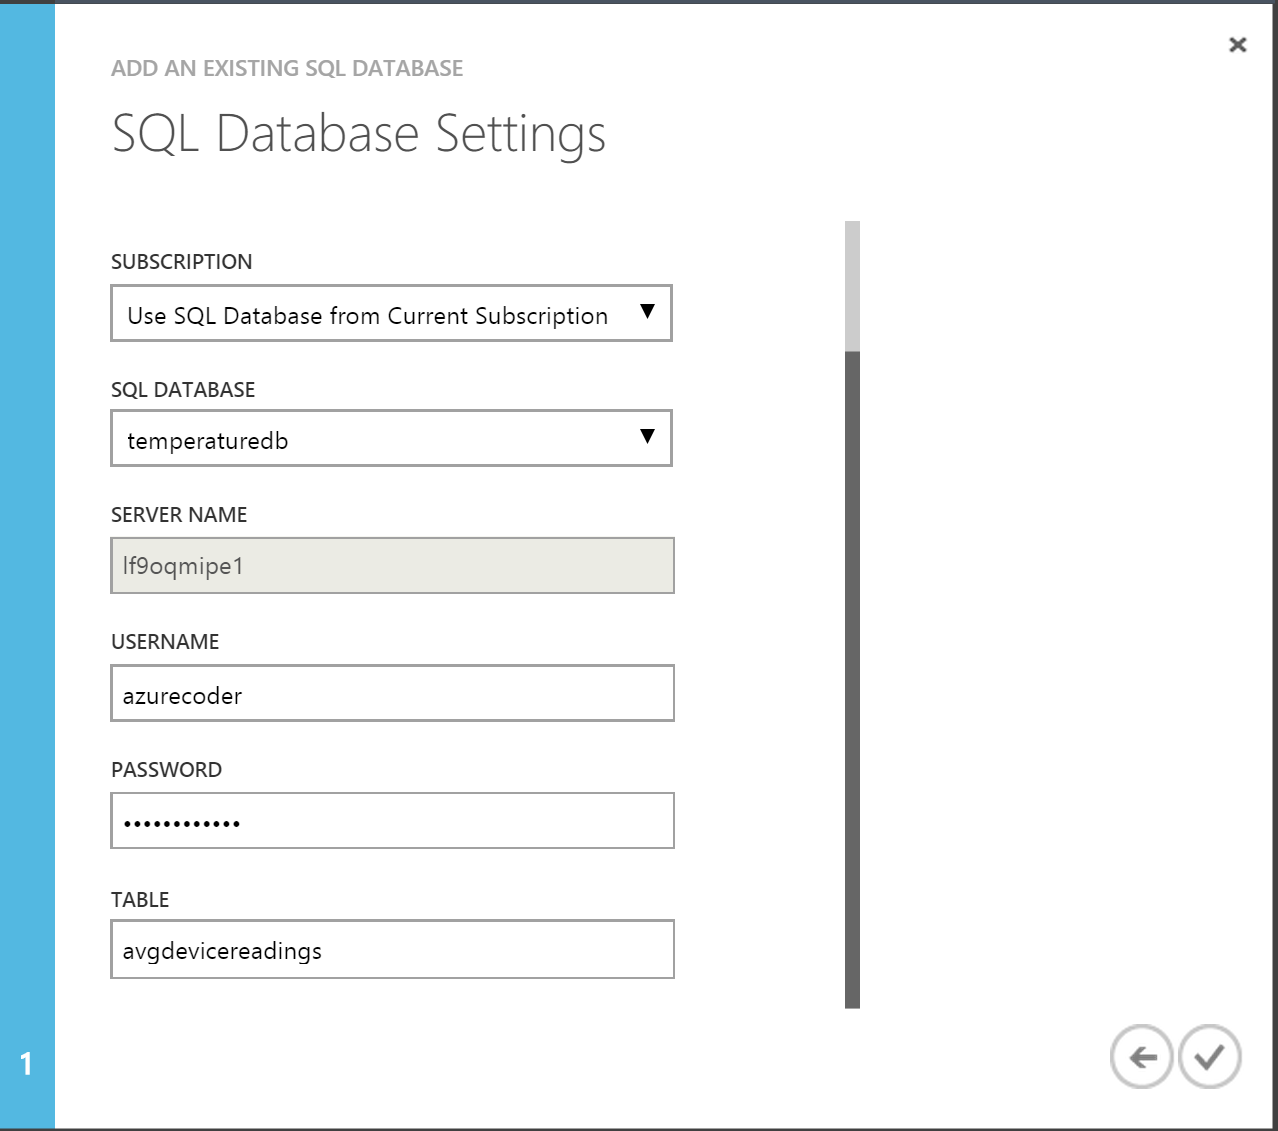 ADD AN EXISTING SQL DATABASE
SQL Database Settings
SUBSCRIPTION
Use SQL Database from Current Subscription
SQL DATABASE
temperaturedb
SERVER NAME
lf9oqmipe1
USERNAME
azurecoder
PASSWORD
••••••••••••
TABLE
avgdevicereadings
1